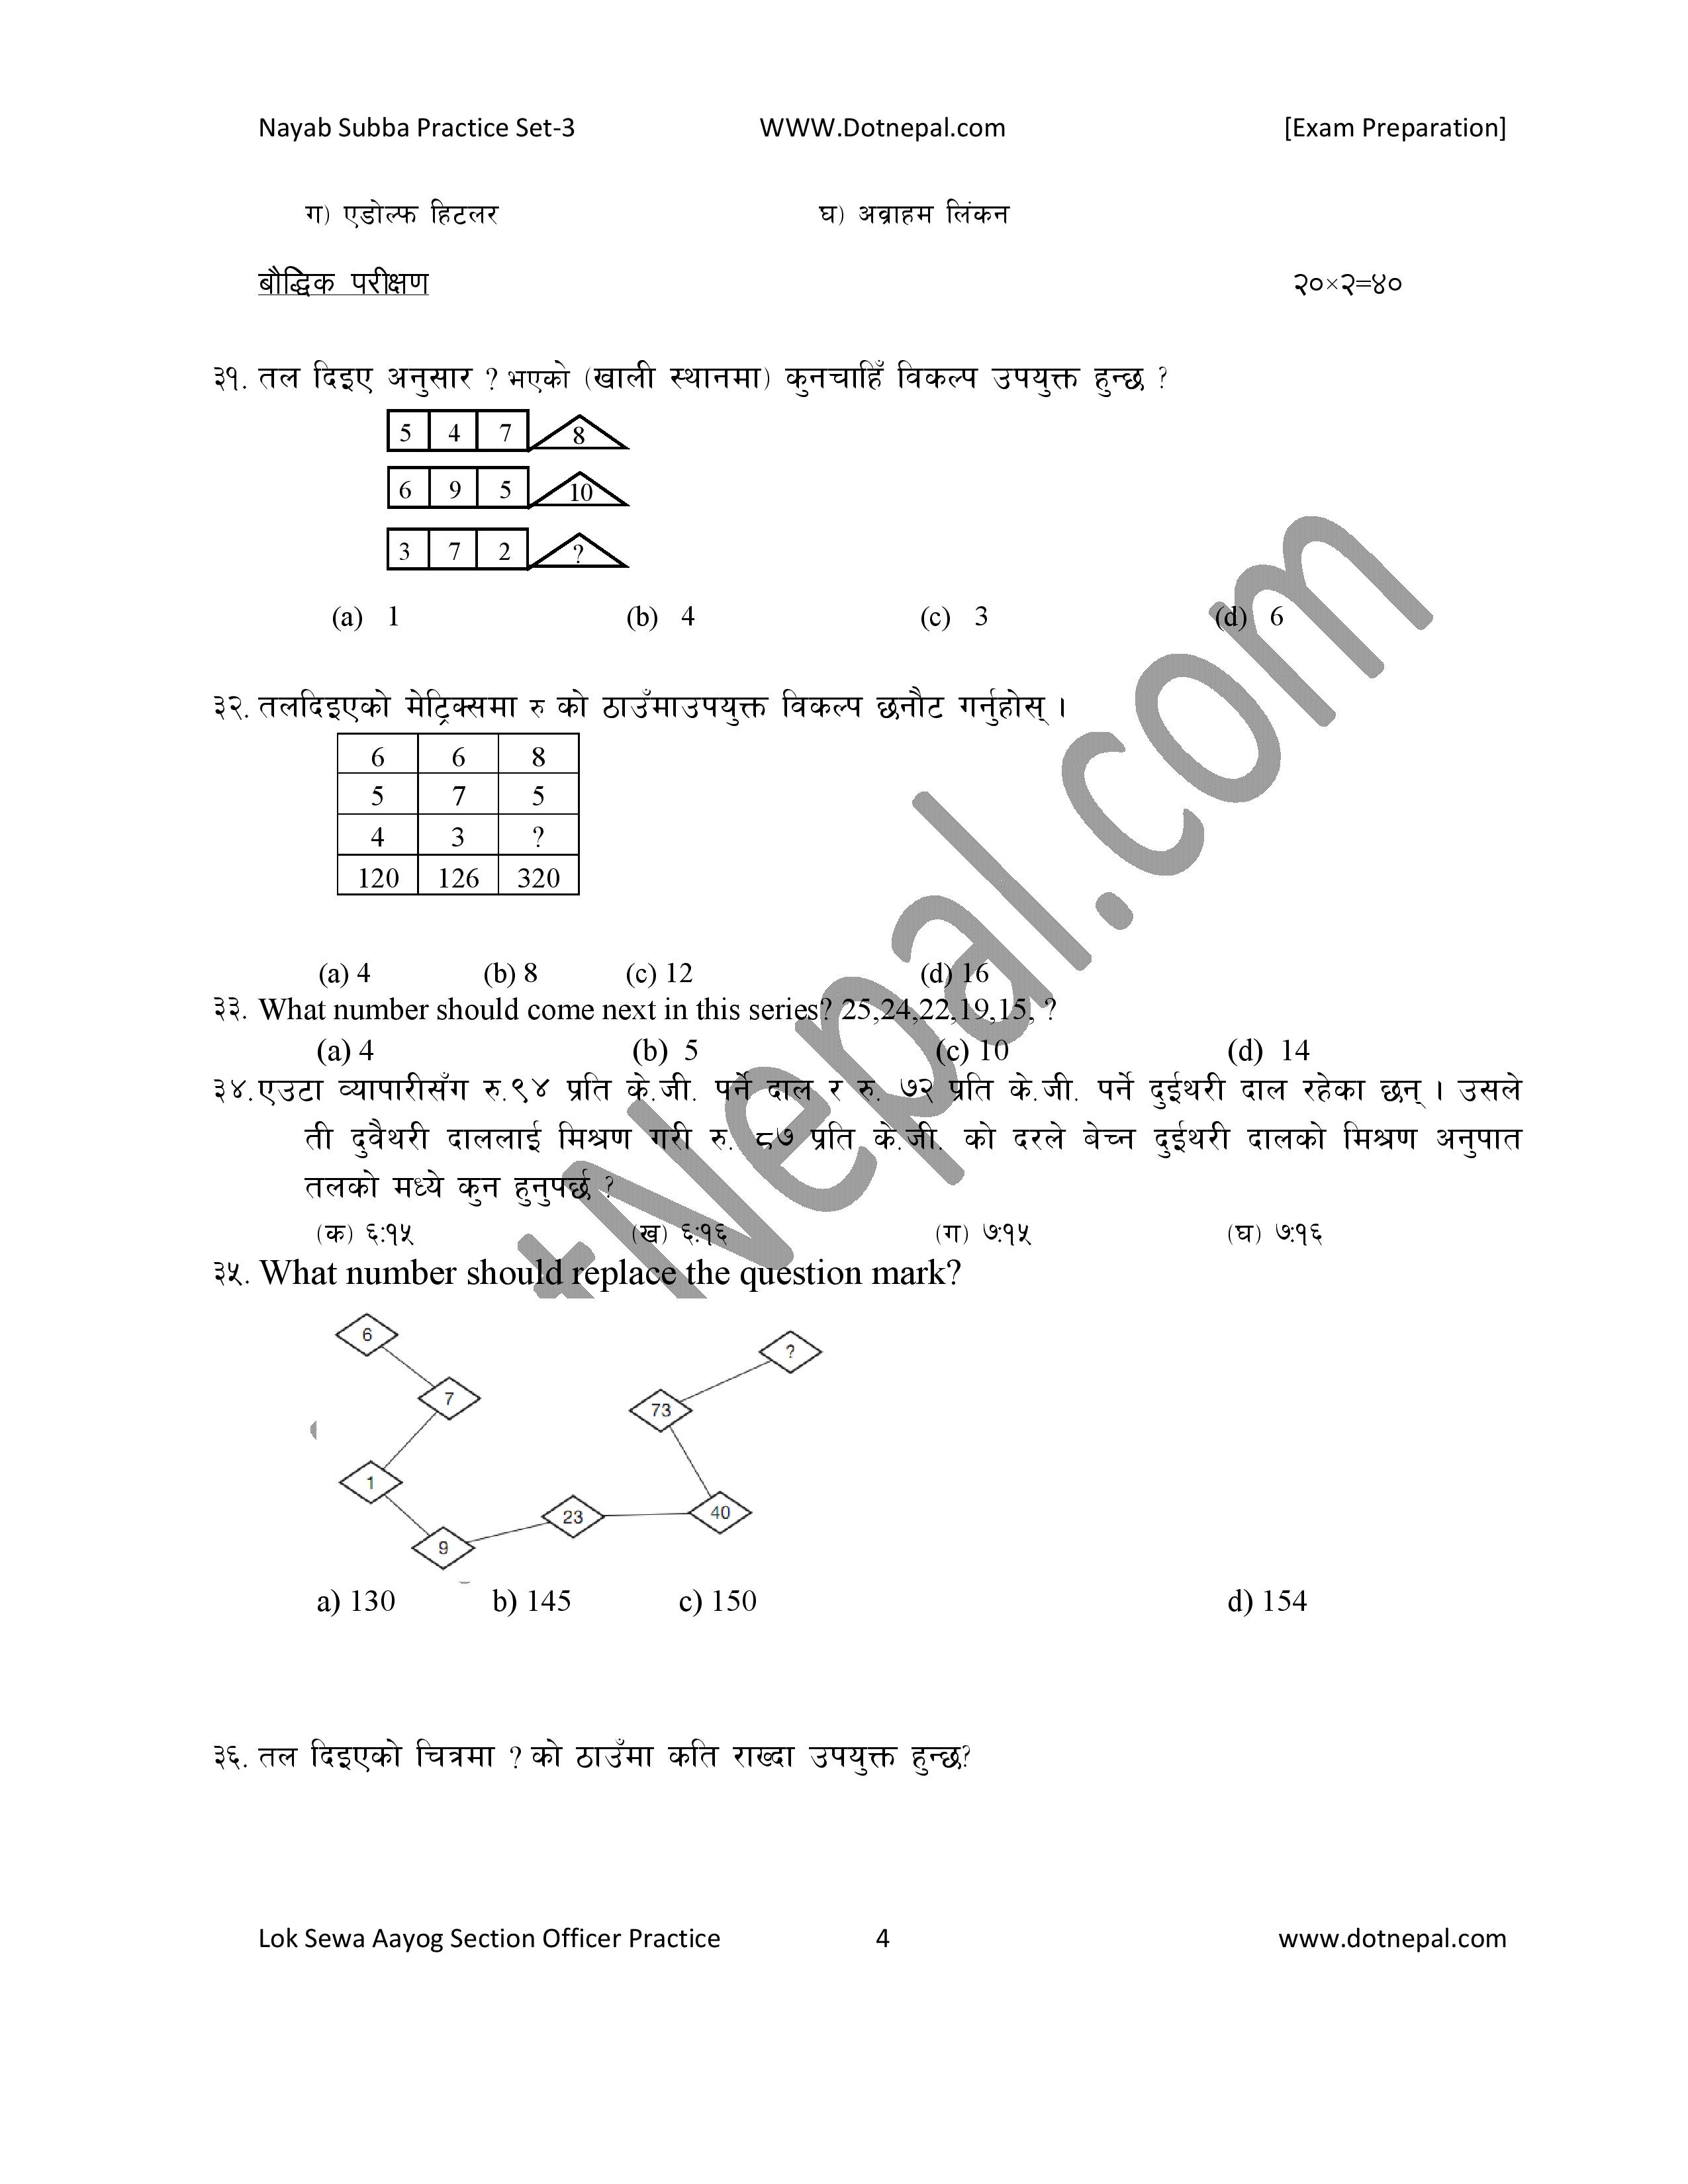 Nayab Subba Practice Set-3 WWW.Dotnepal.com [Exam Preparation]
ग) एडोल्फ हिटलर घ) अब्राहम लिंकन
बौद्धिक परीक्षण २०×२=४०
३१. तल दिइए अनुसार ? भएको (खाली स्थानमा) कुनचाहिँ विकल्प उपयुक्त हुन्छ ?
5 4 7 8
6 9 5 10
3 7 2 ?
(a) 1 (b) 4 (c) 3 (d) 6
३२. तलदिइएको मेट्रिक्समा रु को ठाउँमाउपयुक्त विकल्प छनौट गर्नुहोस् ।
6 6 8
5 7 5
4 3 ?
120 126 320
(a) 4 (b) 8 (c) 12 (d) 16
३३. What number should come next in this series? 25,24,22,19,15, ?
(a) 4 (b) 5 (c) 10 (d) 14
३४. एउटा व्यापारीसँग रु.९४ प्रति के.जी. पर्ने दाल र रु. ७२ प्रति के.जी. पर्ने दुईथरी दाल रहेका छन् । उसले
ती दुवैथरी दाललाई मिश्रण गरी रु. ८७ प्रति के.जी. को दरले बेच्न दुईथरी दालको मिश्रण अनुपात
तलको मध्ये कुन हुनुपर्छ ?
(क) ६:१५ (ख) ६:१६ (ग) ७:१५ (घ) ७:१६
३५. What number should replace the question mark?
6
?
7
73
1
23
40
9
a) 130 b) 145 c) 150 d) 154
३६. तल दिइएको चित्रमा ? को ठाउँमा कति राख्दा उपयुक्त हुन्छ?
Lok Sewa Aayog Section Officer Practice 4 www.dotnepal.com
tNepal.com